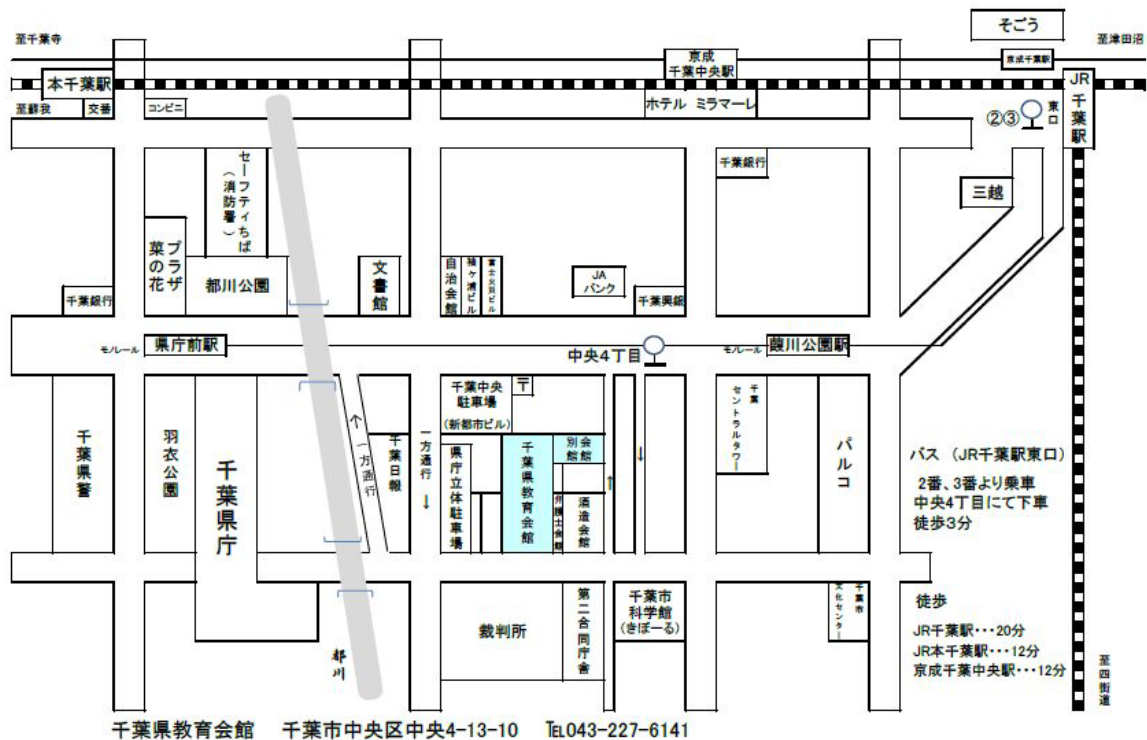 そごう
至千葉寺
京成
千葉中央駅
京成千葉駅
至津田沼
本千葉駅
JR
千葉駅
至蘇我
交番
コンビニ
ホテル ミラマーレ
②③
東口
セーフティちば
(消防署)
千葉銀行
三越
プラザ
菜の花
都川公園
文書館
自治会館
袖ヶ浦ビル
富士火災ビル
JA
バンク
千葉銀行
千葉興銀
モノレール
県庁前駅
中央4丁目
モノレール
葭川公園駅
千葉県警
羽衣公園
千葉県庁
↑一方通行
千葉日報
一方通行
↓
千葉中央
駐車場
(新都市ビル)
〒
県庁立体駐車場
千葉県教育会館
別館
会館
弁護士会館
酒造会館
↑
↓
千葉
セントラルタワー
パルコ
バス (JR千葉駅東口)
2番、3番より乗車
中央4丁目にて下車
徒歩3分
都川
裁判所
第二合同庁舎
千葉市
科学館
(きぼーる)
千葉市
文化センター
徒歩
JR千葉駅・・・20分
JR本千葉駅・・・12分
京成千葉中央駅・・・12分
至四街道
千葉県教育会館 千葉市中央区中央4-13-10 ℡043-227-6141